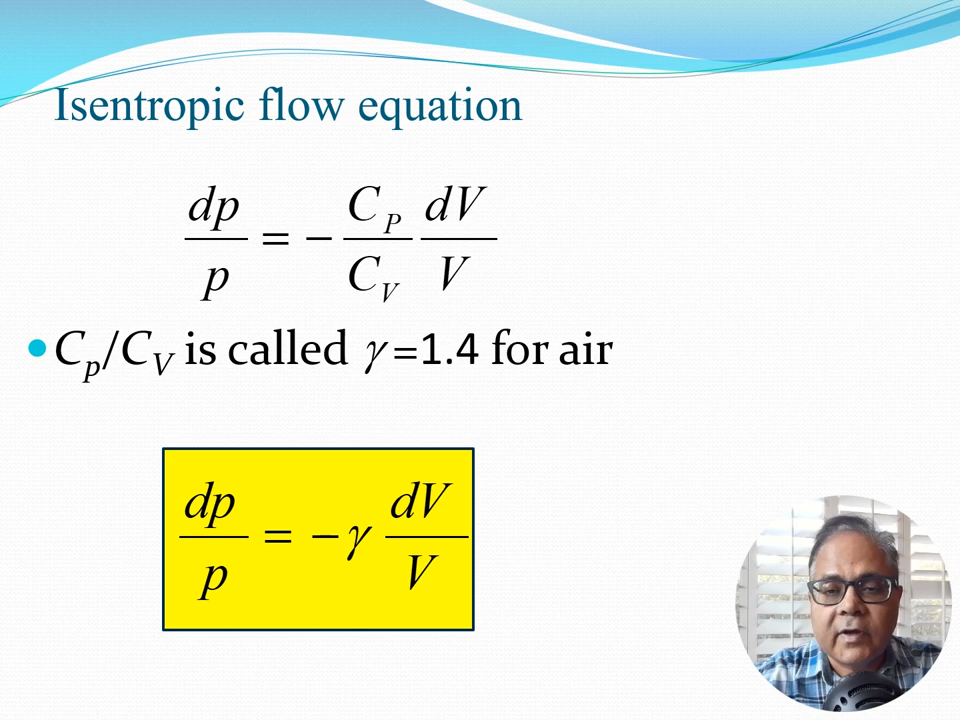 Isentropic flow equation
dp/p = − C_P/C_V dV/V
• C_p/C_V is called γ=1.4 for air
dp/p = −γ dV/V